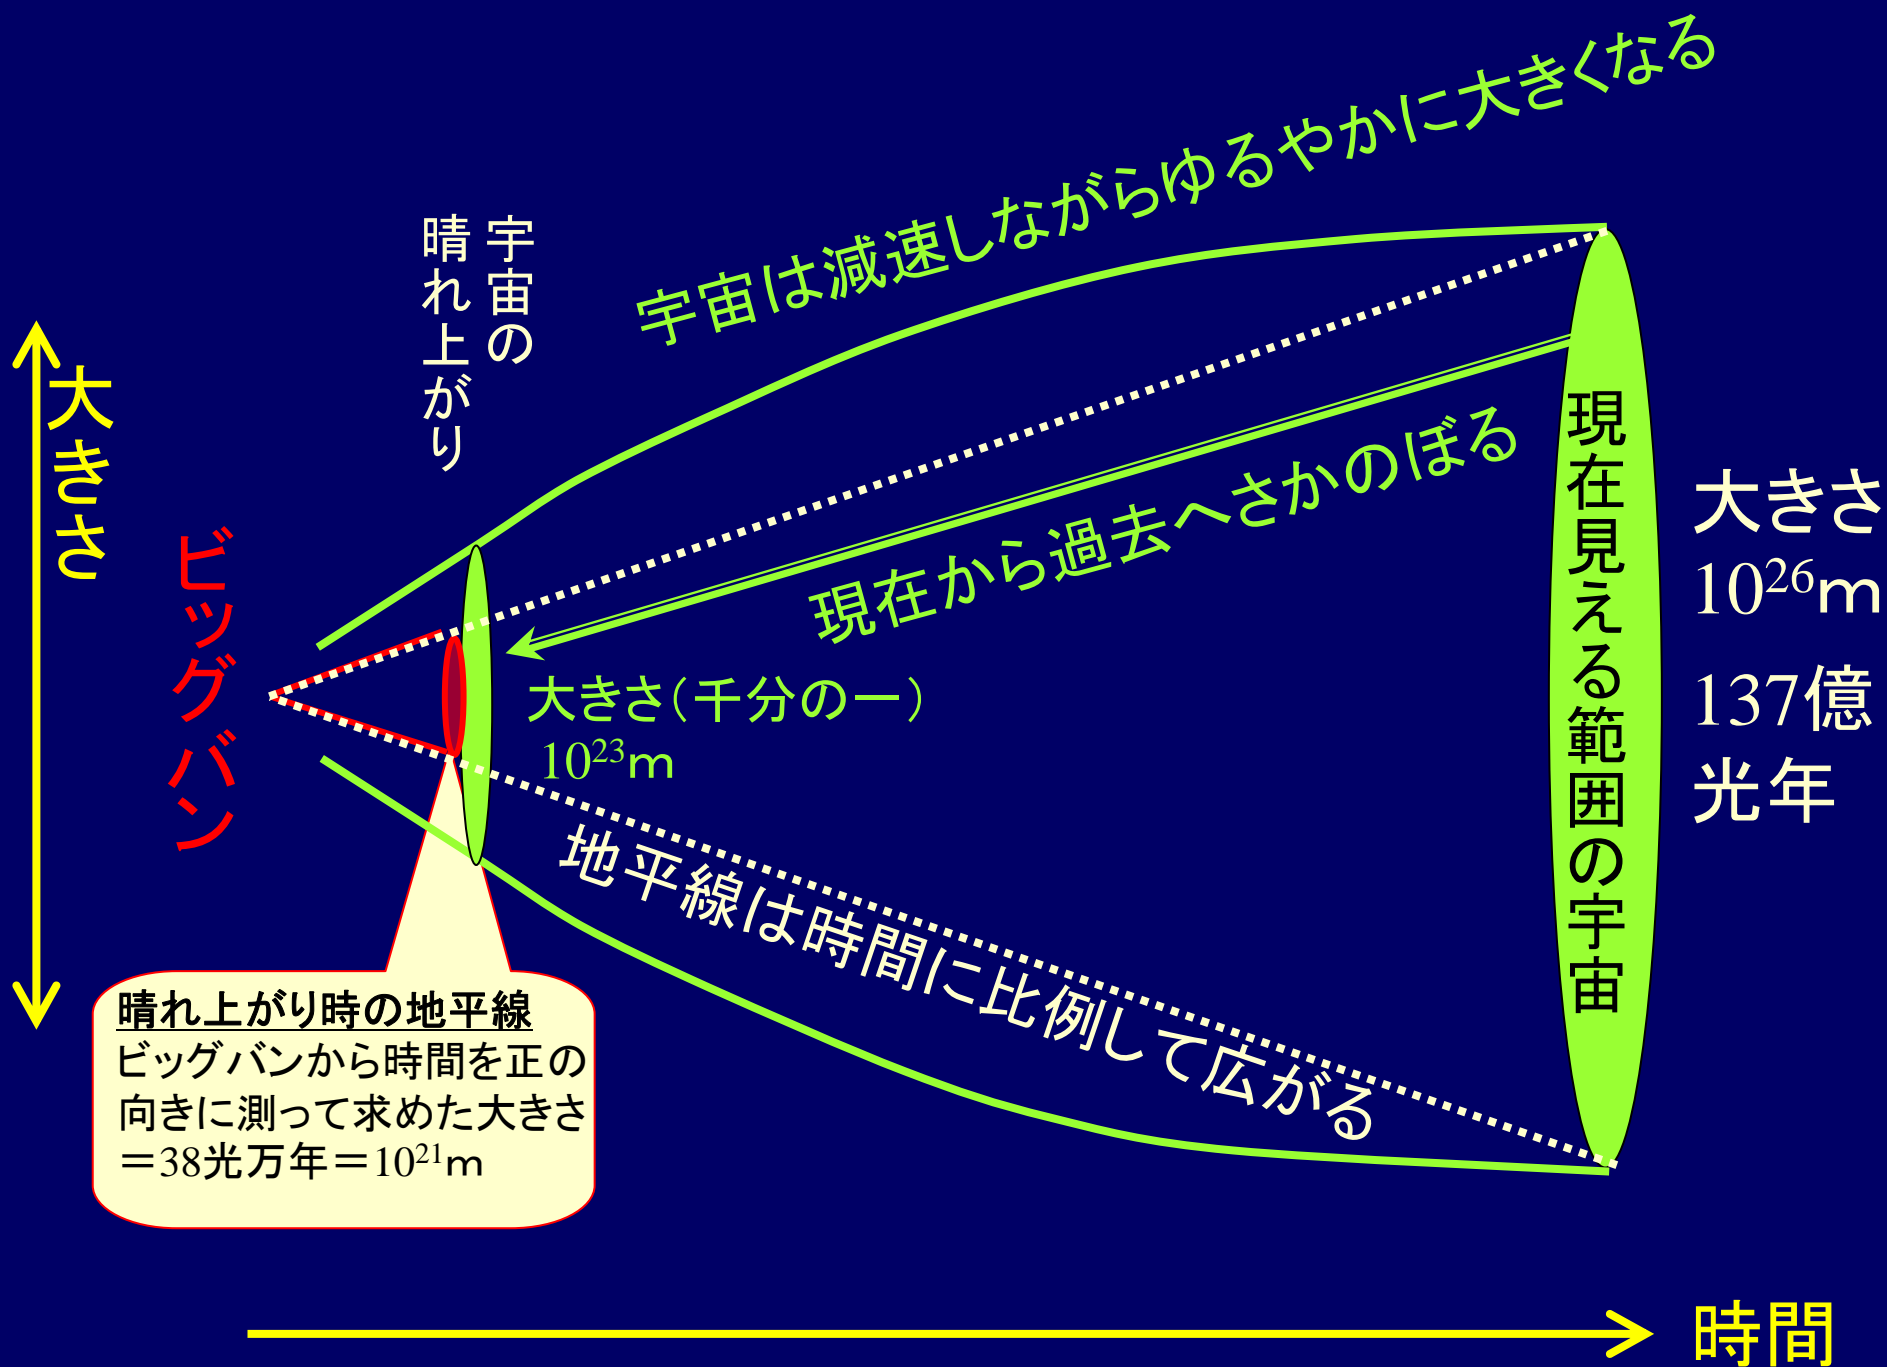 宇宙は減速しながらゆるやかに大きくなる
宇宙の
晴れ上がり
大きさ
ビッグバン
現在から過去へさかのぼる
大きさ（千分の一）
10²³m
現在見える範囲の宇宙
大きさ
10²⁶m
137億
光年
地平線は時間に比例して広がる
晴れ上がり時の地平線
ビッグバンから時間を正の
向きに測って求めた大きさ
＝38光万年＝10²¹m
時間